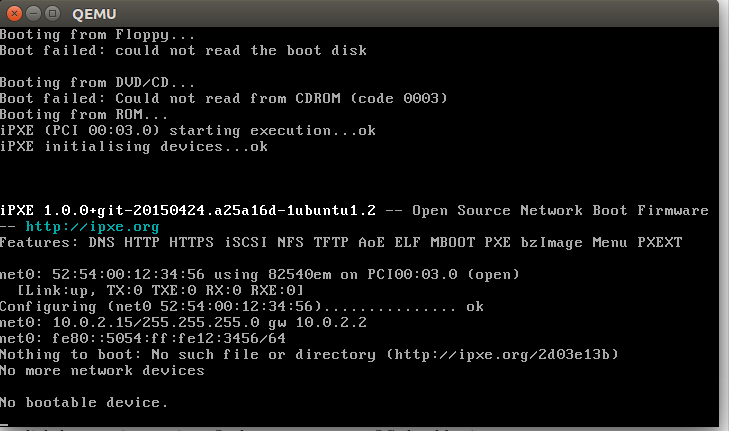 QEMU
Booting from Floppy...
Boot failed: could not read the boot disk
Booting from DVD/CD...
Boot failed: Could not read from CDROM (code 0003)
Booting from ROM...
iPXE (PCI 00:03.0) starting execution...ok
iPXE initialising devices...ok
iPXE 1.0.0+git-20150424.a25a16d-1ubuntu1.2 -- Open Source Network Boot Firmware
-- http://ipxe.org
Features: DNS HTTP HTTPS iSCSI NFS TFTP AoE ELF MBOOT PXE bzImage Menu PXEXT
net0: 52:54:00:12:34:56 using 82540em on PCI00:03.0 (open)
[Link:up, TX:0 TXE:0 RX:0 RXE:0]
Configuring (net0 52:54:00:12:34:56)............... ok
net0: 10.0.2.15/255.255.255.0 gw 10.0.2.2
net0: fe80::5054:ff:fe12:3456/64
Nothing to boot: No such file or directory (http://ipxe.org/2d03e13b)
No more network devices
No bootable device.